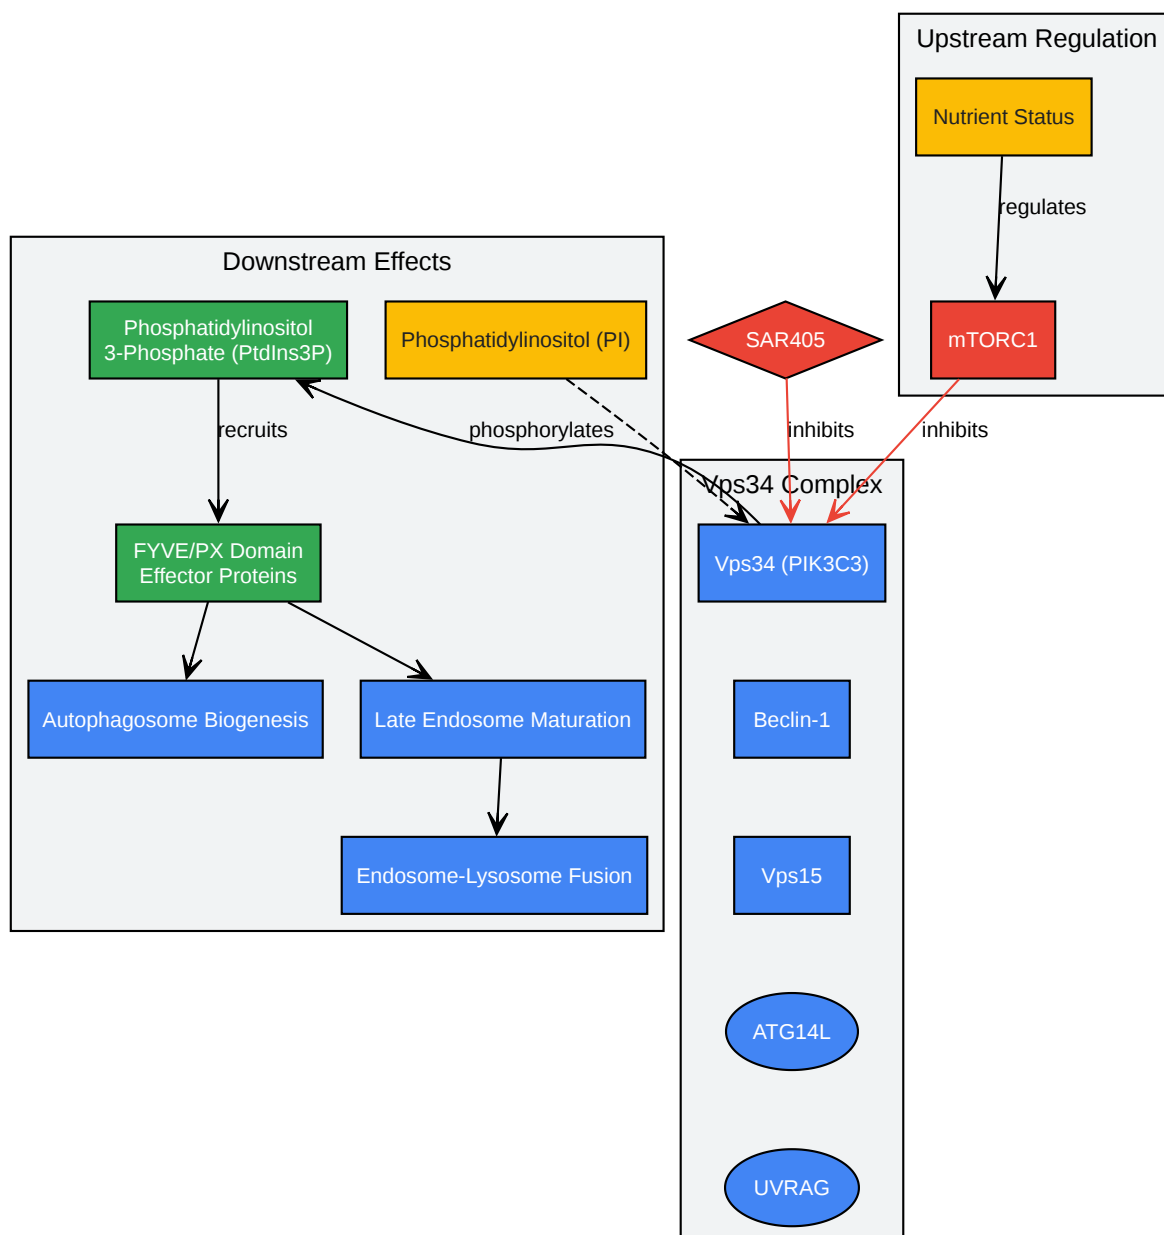 Upstream Regulation
Nutrient Status
regulates
Downstream Effects
Phosphatidylinositol
3-Phosphate (PtdIns3P)
Phosphatidylinositol (PI)
SAR405
mTORC1
recruits
phosphorylates
inhibits
inhibits
Vps34 Complex
FYVE/PX Domain
Effector Proteins
Vps34 (PIK3C3)
Autophagosome Biogenesis
Late Endosome Maturation
Beclin-1
Endosome-Lysosome Fusion
Vps15
ATG14L
UVRAG